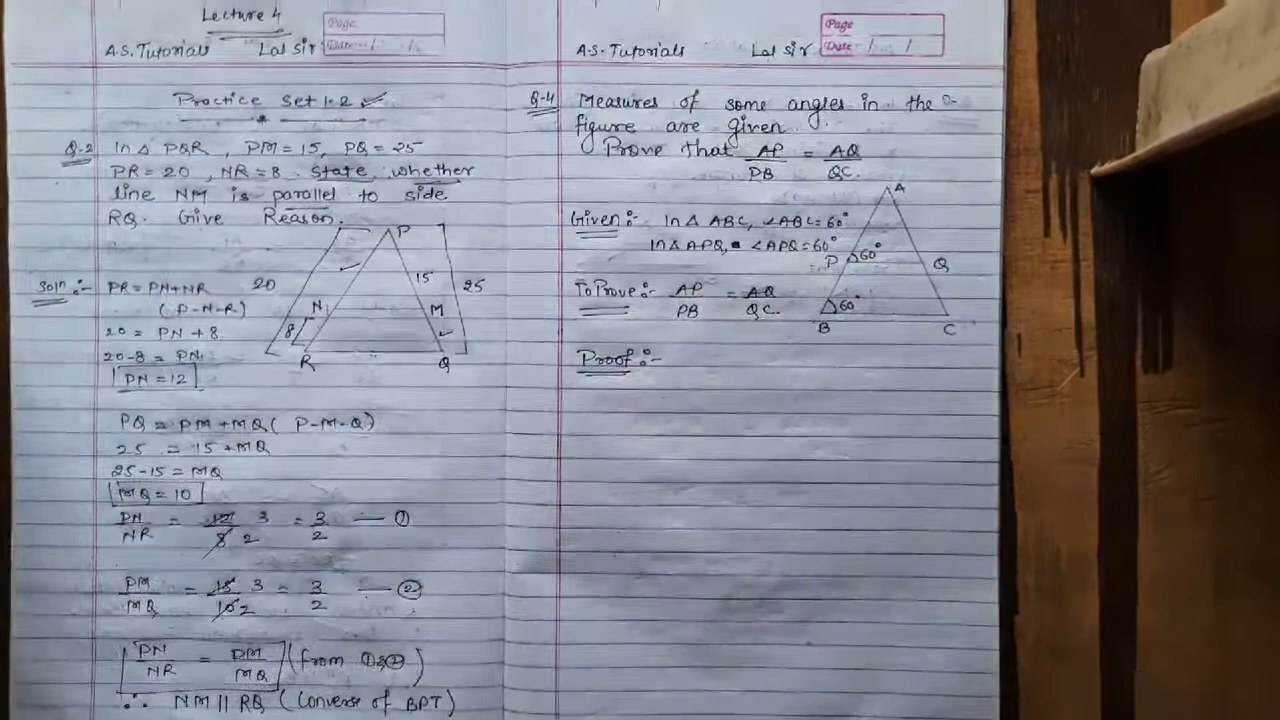 Lecture 4
A.S. Tutorials Lal Sir
Page
Date / /
Practice Set 1.2
Q.2 In Δ PQR, PM = 15, PQ = 25
PR = 20, NR = 8. State whether
line NM is parallel to side
RQ. Give Reason.
P
20
15
25
N
M
8
R
Q
Soln:- PR = PN+NR
(P-N-R)
20 = PN + 8
20-8 = PN
PN = 12
PQ = PM + MQ ( P-M-Q)
25 = 15 + MQ
25-15 = MQ
MQ = 10
PN/NR = 12/8 3/2 = 3/2 — ①
PM/MQ = 15/10 3/2 = 3/2 — ②
PN/NR = PM/MQ (from ①&②)
∴ NM || RQ (Converse of BPT)
A.S. Tutorials Lal Sir
Page
Date / /
Q-4 Measures of some angles in the
figure are given.
Prove that AP/PB = AQ/QC.
Given:- In Δ ABC, ∠ABC = 60°
In Δ APQ, ∠APQ = 60°
To Prove:- AP/PB = AQ/QC.
A
P
60°
Q
60°
B
C
Proof:-